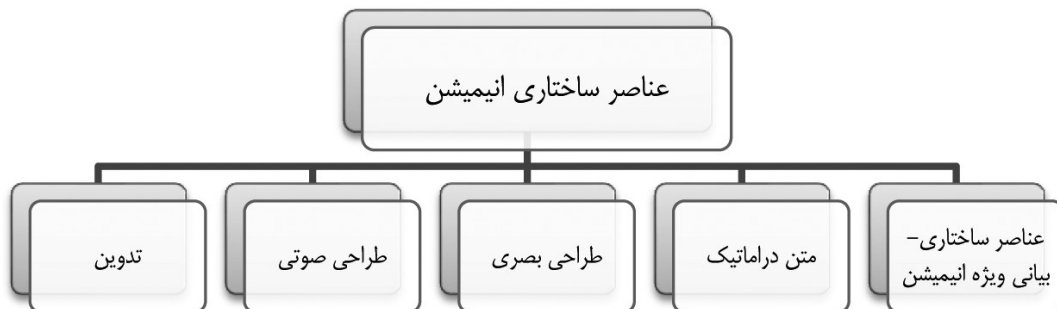 عناصر ساختاری انیمیشن
عناصر ساختاری-
بیانی ویژه انیمیشن
متن دراماتیک
طراحی بصری
طراحی صوتی
تدوین